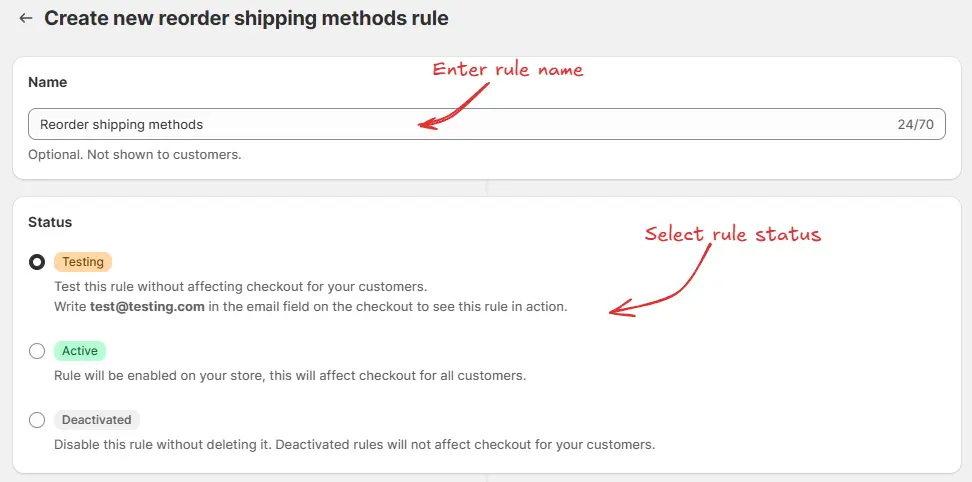 ← Create new reorder shipping methods rule
Enter rule name
Name
Reorder shipping methods 24/70
Optional. Not shown to customers.
Select rule status
Status
Testing
Test this rule without affecting checkout for your customers.
Write test@testing.com in the email field on the checkout to see this rule in action.
Active
Rule will be enabled on your store, this will affect checkout for all customers.
Deactivated
Disable this rule without deleting it. Deactivated rules will not affect checkout for your customers.